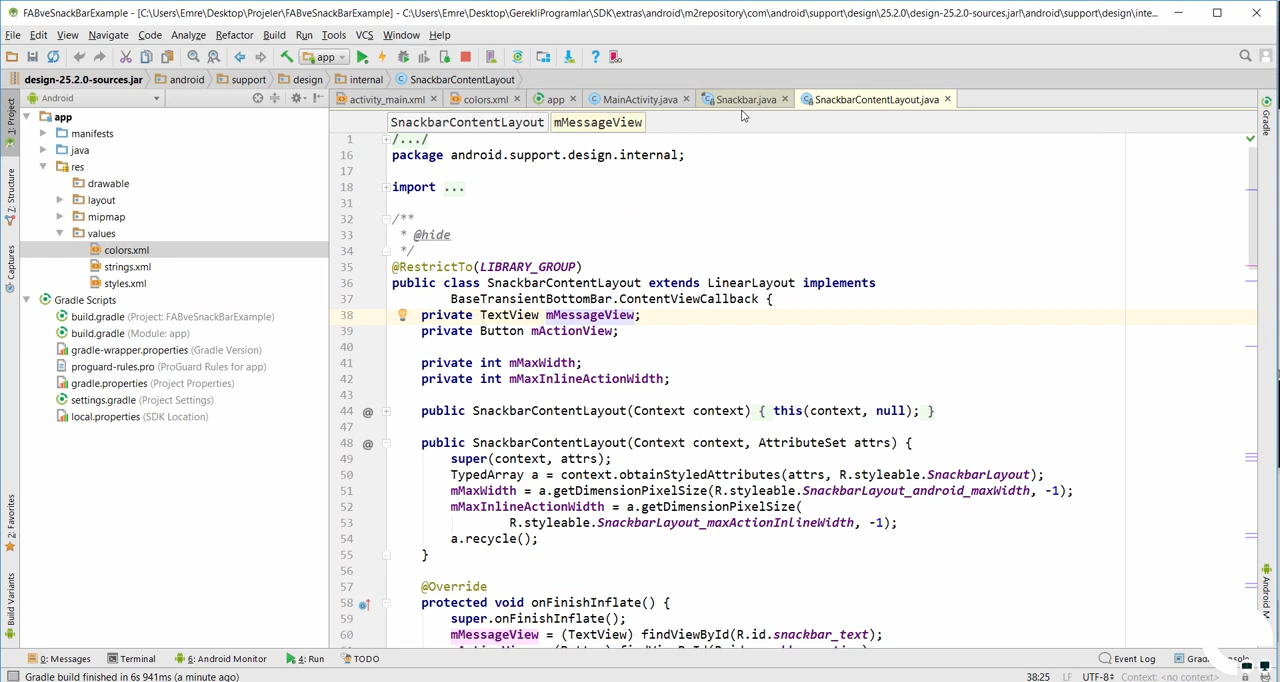 FABveSnackBarExample - [C:\Users\Emre\Desktop\Projeler\FABveSnackBarExample] - C:\Users\Emre\Desktop\GerekliProgramlar\SDK\extras\android\m2repository\com\android\support\design\25.2.0\design-25.2.0-sources.jar!\android\support\design\inte...
File Edit View Navigate Code Analyze Refactor Build Run Tools VCS Window Help
app
design-25.2.0-sources.jar android support design internal SnackbarContentLayout
Android
activity_main.xml colors.xml app MainActivity.java Snackbar.java SnackbarContentLayout.java
SnackbarContentLayout mMessageView
1: Project
Z: Structure
Captures
2: Favorites
Build Variants
app
manifests
java
res
drawable
layout
mipmap
values
colors.xml
strings.xml
styles.xml
Gradle Scripts
build.gradle (Project: FABveSnackBarExample)
build.gradle (Module: app)
gradle-wrapper.properties (Gradle Version)
proguard-rules.pro (ProGuard Rules for app)
gradle.properties (Project Properties)
settings.gradle (Project Settings)
local.properties (SDK Location)
1 /.../
16 package android.support.design.internal;
17
18 import ...
31
32 /**
33 * @hide
34 */
35 @RestrictTo(LIBRARY_GROUP)
36 public class SnackbarContentLayout extends LinearLayout implements
37 BaseTransientBottomBar.ContentViewCallback {
38 private TextView mMessageView;
39 private Button mActionView;
40
41 private int mMaxWidth;
42 private int mMaxInlineActionWidth;
43
44 @ public SnackbarContentLayout(Context context) { this(context, null); }
47
48 @ public SnackbarContentLayout(Context context, AttributeSet attrs) {
49 super(context, attrs);
50 TypedArray a = context.obtainStyledAttributes(attrs, R.styleable.SnackbarLayout);
51 mMaxWidth = a.getDimensionPixelSize(R.styleable.SnackbarLayout_android_maxWidth, -1);
52 mMaxInlineActionWidth = a.getDimensionPixelSize(
53 R.styleable.SnackbarLayout_maxActionInlineWidth, -1);
54 a.recycle();
55 }
56
57 @Override
58 protected void onFinishInflate() {
59 super.onFinishInflate();
60 mMessageView = (TextView) findViewById(R.id.snackbar_text);
Gradle
Android
0: Messages Terminal 6: Android Monitor 4: Run TODO Event Log
Gradle build finished in 6s 941ms (a minute ago) 38:25 LF UTF-8 Context: <no context>